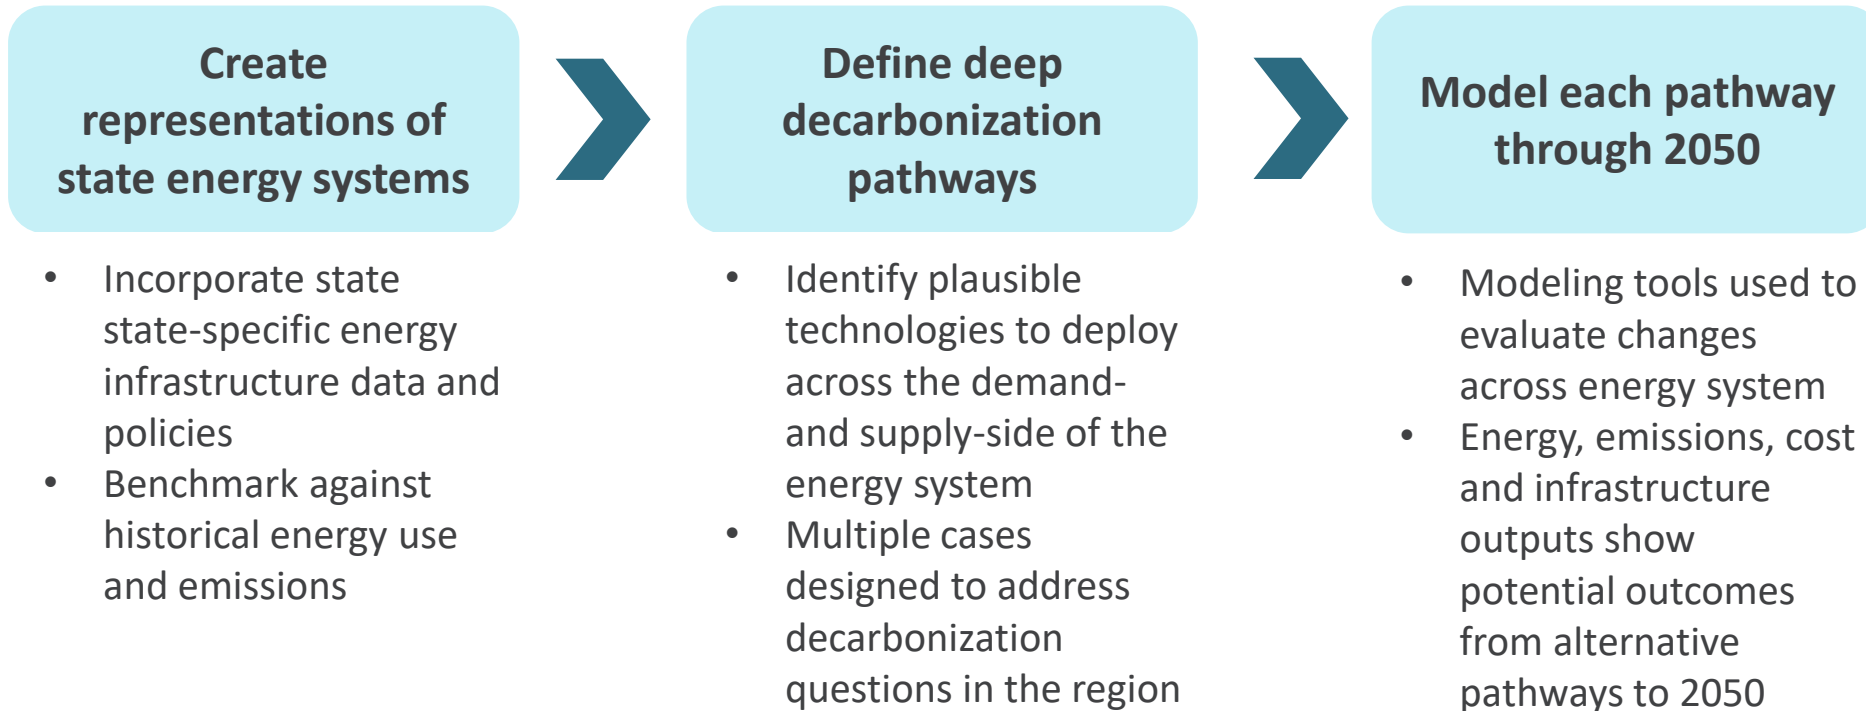 Create
representations of
state energy systems
• Incorporate state
state-specific energy
infrastructure data and
policies
• Benchmark against
historical energy use
and emissions
Define deep
decarbonization
pathways
• Identify plausible
technologies to deploy
across the demand-
and supply-side of the
energy system
• Multiple cases
designed to address
decarbonization
questions in the region
Model each pathway
through 2050
• Modeling tools used to
evaluate changes
across energy system
• Energy, emissions, cost
and infrastructure
outputs show
potential outcomes
from alternative
pathways to 2050